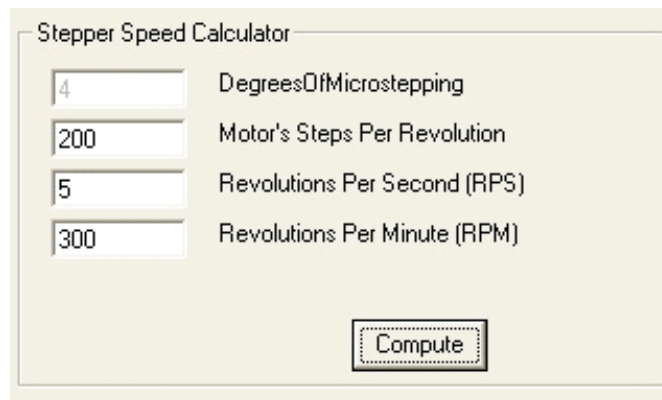 Stepper Speed Calculator
4 DegreesOfMicrostepping
200 Motor's Steps Per Revolution
5 Revolutions Per Second (RPS)
300 Revolutions Per Minute (RPM)
Compute